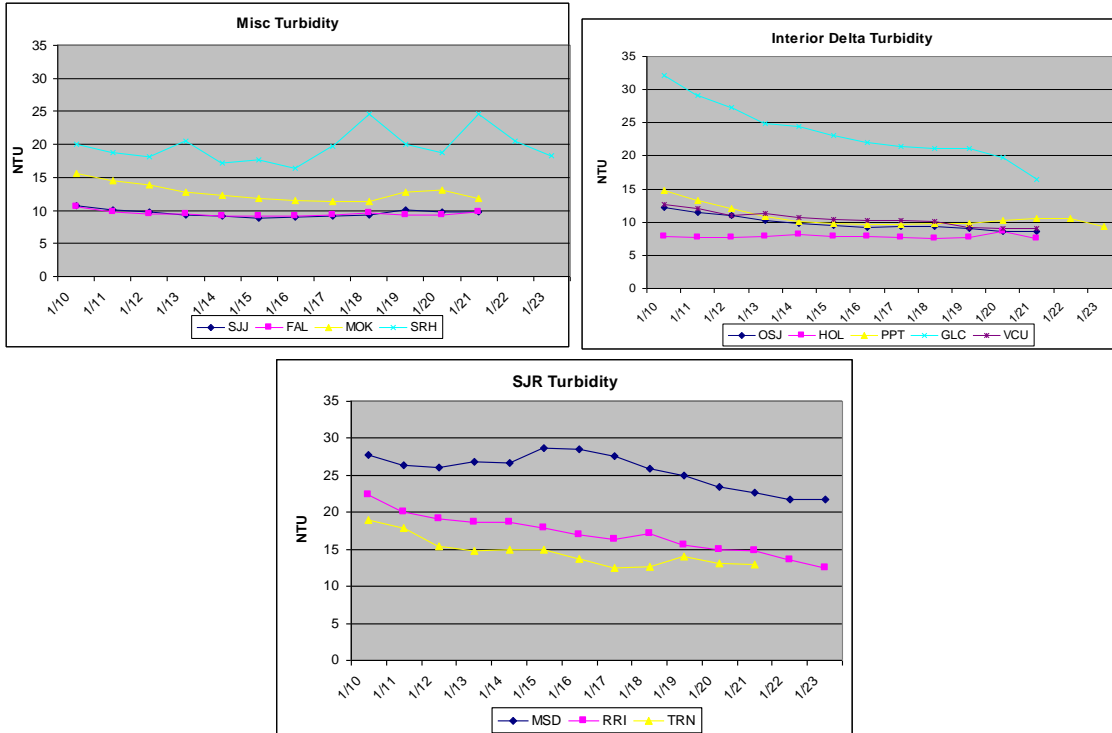 Misc Turbidity
35
30
25
20
15
10
5
0
NTU
1/10 1/11 1/12 1/13 1/14 1/15 1/16 1/17 1/18 1/19 1/20 1/21 1/22 1/23
SJJ FAL MOK SRH
Interior Delta Turbidity
35
30
25
20
15
10
5
0
NTU
1/10 1/11 1/12 1/13 1/14 1/15 1/16 1/17 1/18 1/19 1/20 1/21 1/22 1/23
OSJ HOL PPT GLC VCU
SJR Turbidity
35
30
25
20
15
10
5
0
NTU
1/10 1/11 1/12 1/13 1/14 1/15 1/16 1/17 1/18 1/19 1/20 1/21 1/22 1/23
MSD RRI TRN